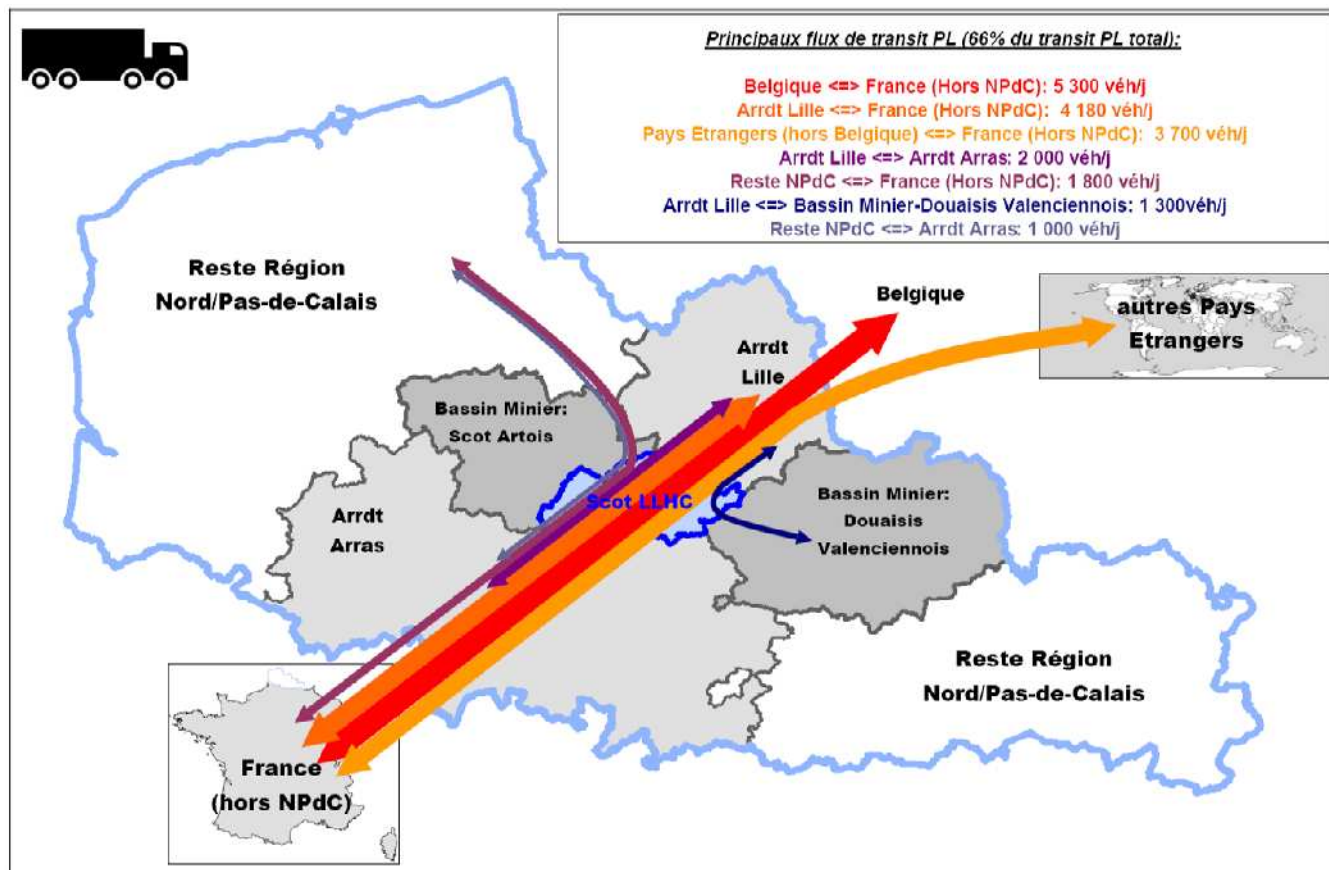 Principaux flux de transit PL (66% du transit PL total):
Belgique <=> France (Hors NPdC): 5 300 véh/j
Arrdt Lille <=> France (Hors NPdC):  4 180 véh/j
Pays Etrangers (hors Belgique) <=> France (Hors NPdC):  3 700 véh/j
Arrdt Lille <=> Arrdt Arras: 2 000 véh/j
Reste NPdC <=> France (Hors NPdC): 1 800 véh/j
Arrdt Lille <=> Bassin Minier-Douaisis Valenciennois: 1 300véh/j
Reste NPdC <=> Arrdt Arras: 1 000 véh/j
Reste Région
Nord/Pas-de-Calais
Belgique
autres Pays
Etrangers
Arrdt
Lille
Bassin Minier:
Scot Artois
Scot LLHC
Bassin Minier:
Douaisis
Valenciennois
Arrdt
Arras
Reste Région
Nord/Pas-de-Calais
France
(hors NPdC)